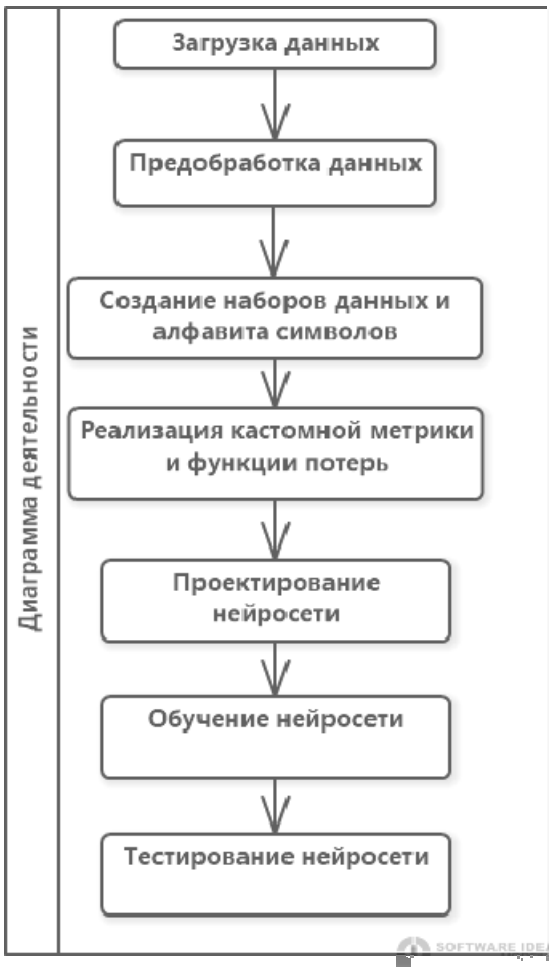 Диаграмма деятельности
Загрузка данных
Предобработка данных
Создание наборов данных и
алфавита символов
Реализация кастомной метрики
и функции потерь
Проектирование
нейросети
Обучение нейросети
Тестирование нейросети
SOFTWARE IDEA